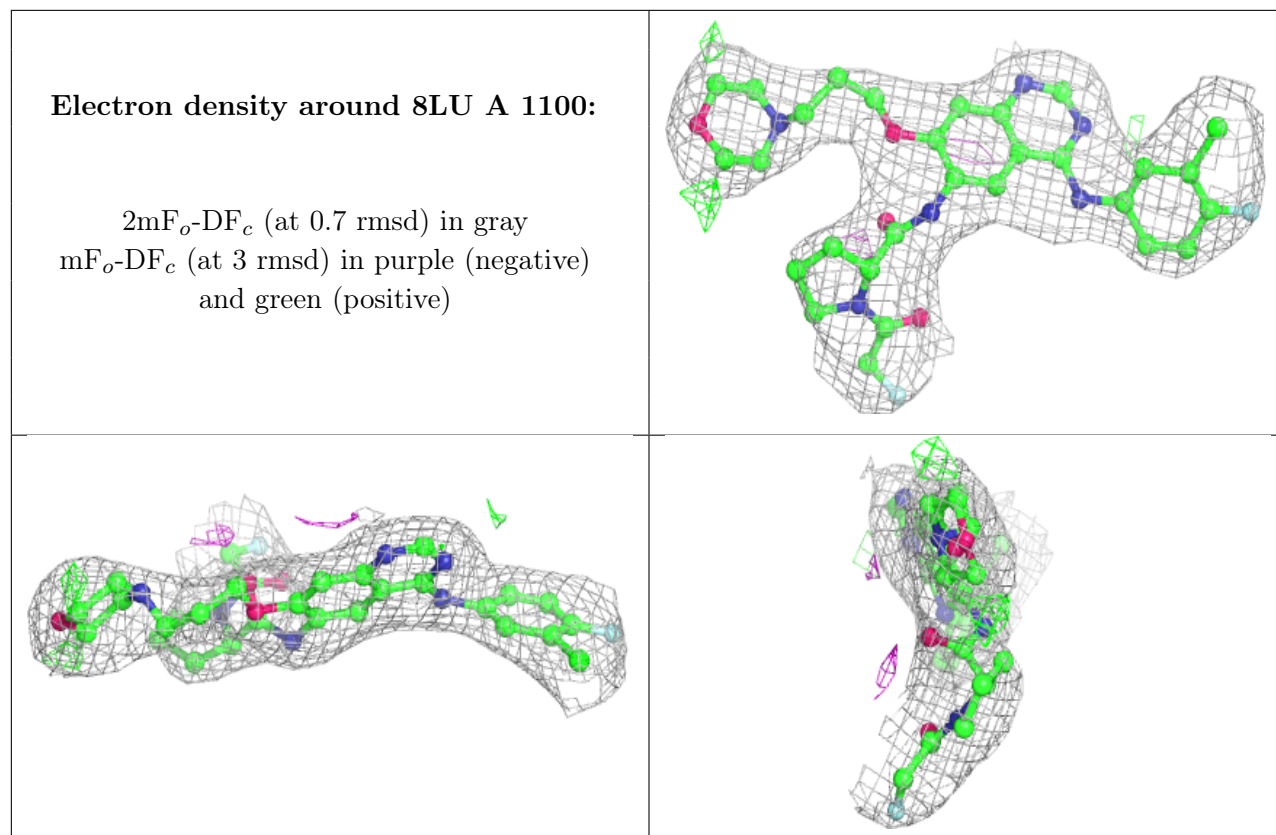 Electron density around 8LU A 1100:
2mFₒ-DF𝒸 (at 0.7 rmsd) in gray
mFₒ-DF𝒸 (at 3 rmsd) in purple (negative)
and green (positive)